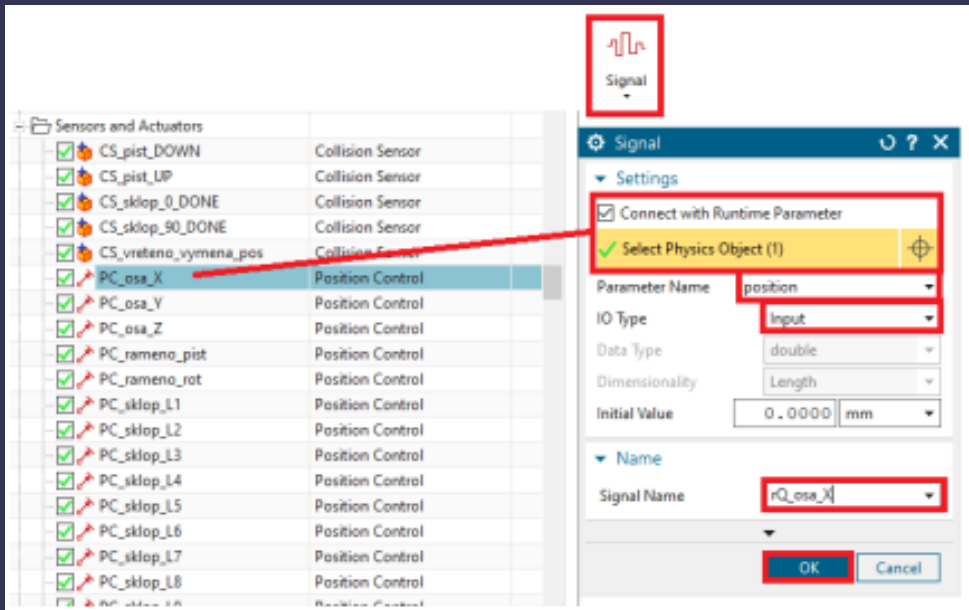 Signal
Sensors and Actuators
CS_pist_DOWN Collision Sensor
CS_pist_UP Collision Sensor
CS_sklop_0_DONE Collision Sensor
CS_sklop_90_DONE Collision Sensor
CS_vreteno_vymena_pos Collision Sensor
PC_osa_X Position Control
PC_osa_Y Position Control
PC_osa_Z Position Control
PC_rameno_pist Position Control
PC_rameno_rot Position Control
PC_sklop_L1 Position Control
PC_sklop_L2 Position Control
PC_sklop_L3 Position Control
PC_sklop_L4 Position Control
PC_sklop_L5 Position Control
PC_sklop_L6 Position Control
PC_sklop_L7 Position Control
PC_sklop_L8 Position Control
Signal
Settings
Connect with Runtime Parameter
Select Physics Object (1)
Parameter Name position
IO Type Input
Data Type double
Dimensionality Length
Initial Value 0.0000 mm
Name
Signal Name rQ_osa_X
OK Cancel